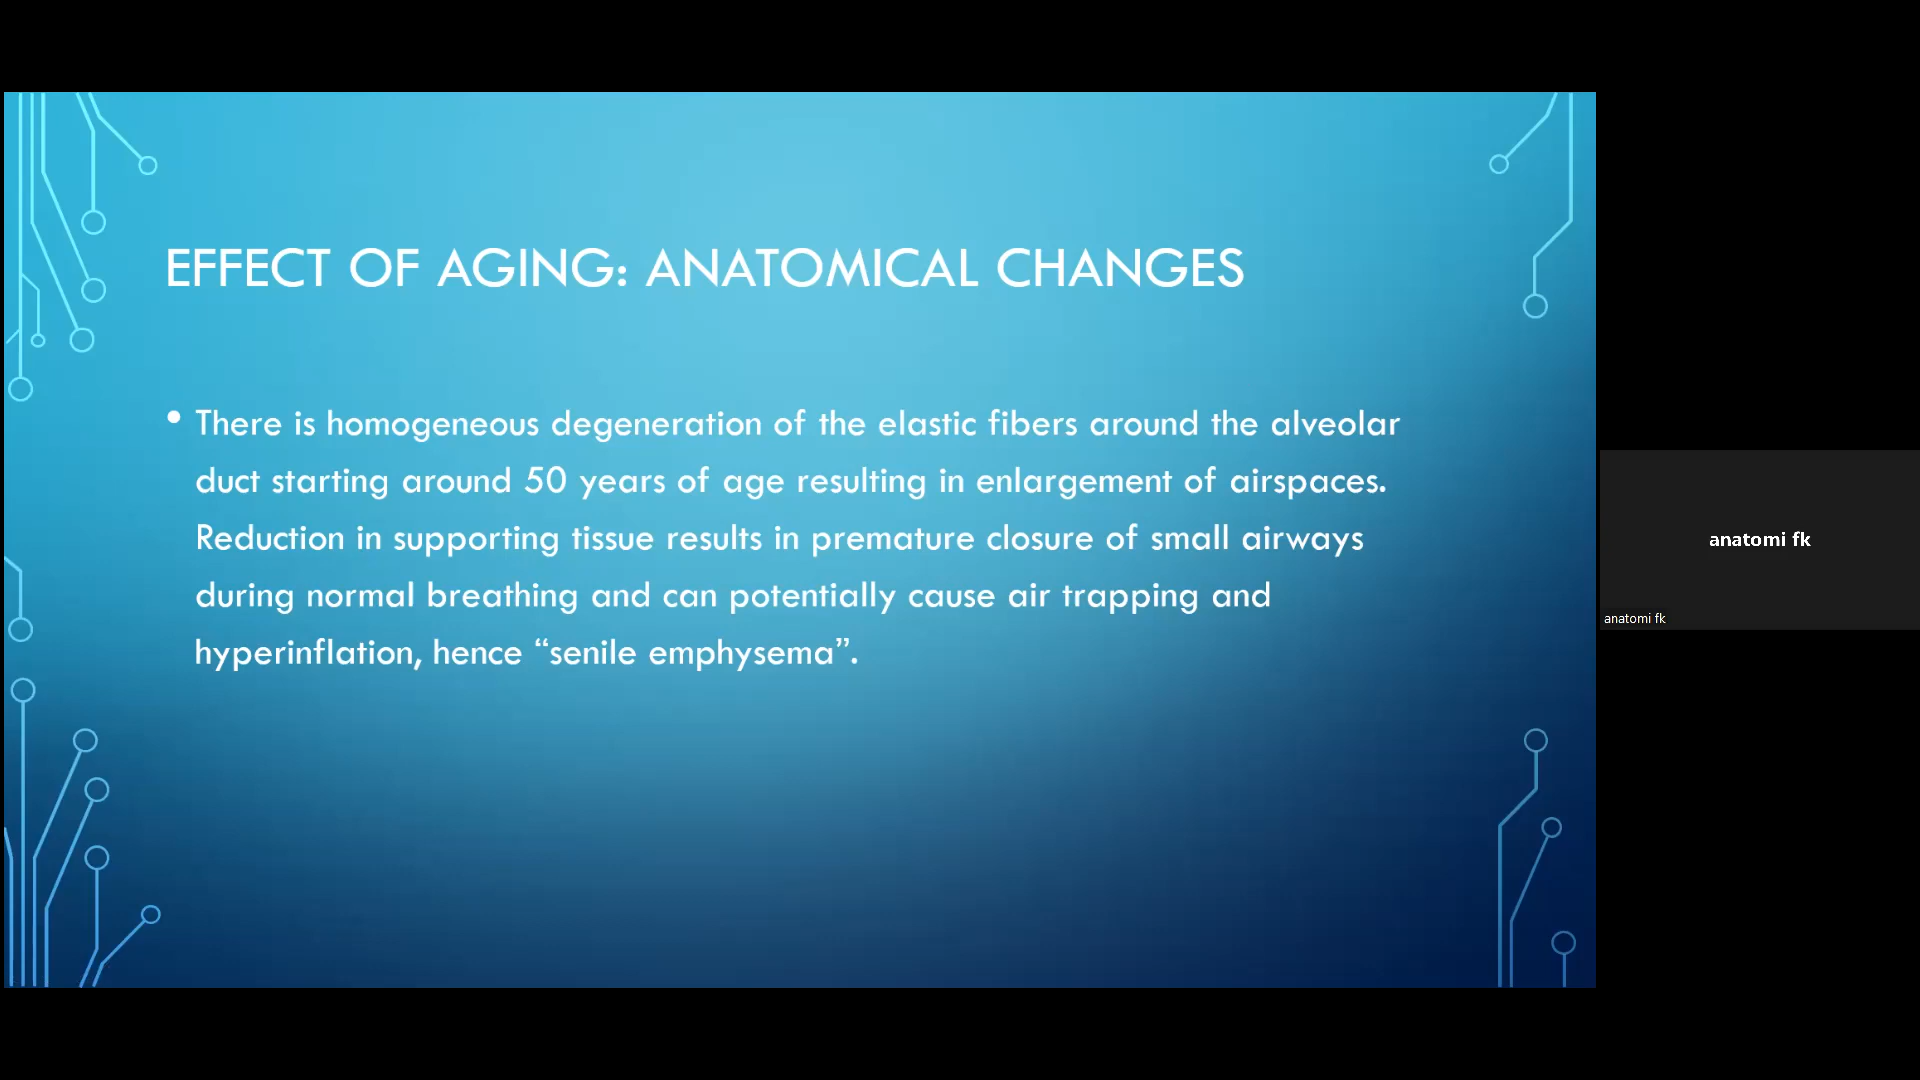 EFFECT OF AGING: ANATOMICAL CHANGES
• There is homogeneous degeneration of the elastic fibers around the alveolar
duct starting around 50 years of age resulting in enlargement of airspaces.
Reduction in supporting tissue results in premature closure of small airways
during normal breathing and can potentially cause air trapping and
hyperinflation, hence “senile emphysema”.
anatomi fk
anatomi fk